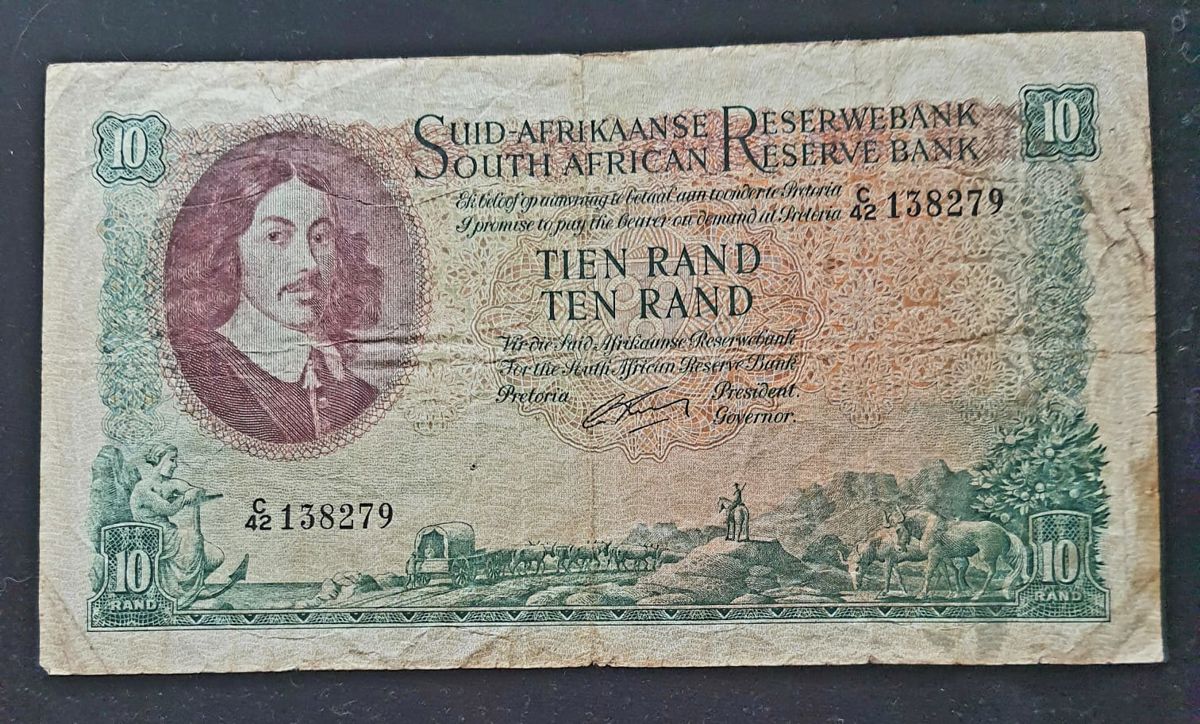 10
10
SUID-AFRIKAANSE RESERWEBANK
SOUTH AFRICAN RESERVE BANK
Ek beloof op aanvraag te betaal aan toonder te Pretoria
I promise to pay the bearer on demand at Pretoria
C/42 138279
TIEN RAND
TEN RAND
Vir die Suid-Afrikaanse Reserwebank
For the South African Reserve Bank
Pretoria
President.
Governor.
C/42 138279
10
RAND
10
RAND